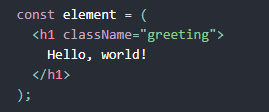 const element = (
  <h1 className="greeting">
    Hello, world!
  </h1>
);